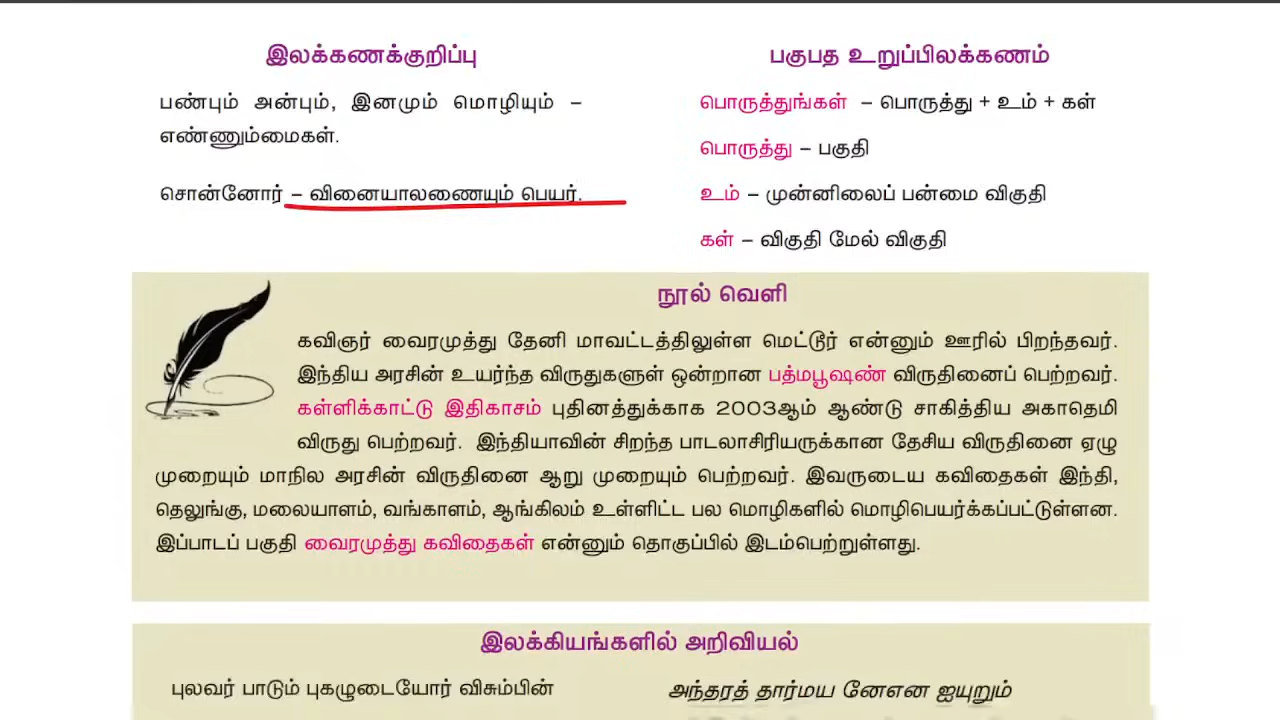 இலக்கணக்குறிப்பு
பண்பும் அன்பும், இனமும் மொழியும் –
எண்ணும்மைகள்.
சொன்னோர் – வினையாலணையும் பெயர்.
பகுபத உறுப்பிலக்கணம்
பொருத்துங்கள் – பொருத்து + உம் + கள்
பொருத்து – பகுதி
உம் – முன்னிலைப் பன்மை விகுதி
கள் – விகுதி மேல் விகுதி
நூல் வெளி
கவிஞர் வைரமுத்து தேனி மாவட்டத்திலுள்ள மெட்டூர் என்னும் ஊரில் பிறந்தவர்.
இந்திய அரசின் உயர்ந்த விருதுகளுள் ஒன்றான பத்மபூஷண் விருதினைப் பெற்றவர்.
கள்ளிக்காட்டு இதிகாசம் புதினத்துக்காக 2003ஆம் ஆண்டு சாகித்திய அகாதெமி
விருது பெற்றவர். இந்தியாவின் சிறந்த பாடலாசிரியருக்கான தேசிய விருதினை ஏழு
முறையும் மாநில அரசின் விருதினை ஆறு முறையும் பெற்றவர். இவருடைய கவிதைகள் இந்தி,
தெலுங்கு, மலையாளம், வங்காளம், ஆங்கிலம் உள்ளிட்ட பல மொழிகளில் மொழிபெயர்க்கப்பட்டுள்ளன.
இப்பாடப் பகுதி வைரமுத்து கவிதைகள் என்னும் தொகுப்பில் இடம்பெற்றுள்ளது.
இலக்கியங்களில் அறிவியல்
புலவர் பாடும் புகழுடையோர் விசும்பின்
அந்தரத் தார்மய னேஎன ஐயுறும்